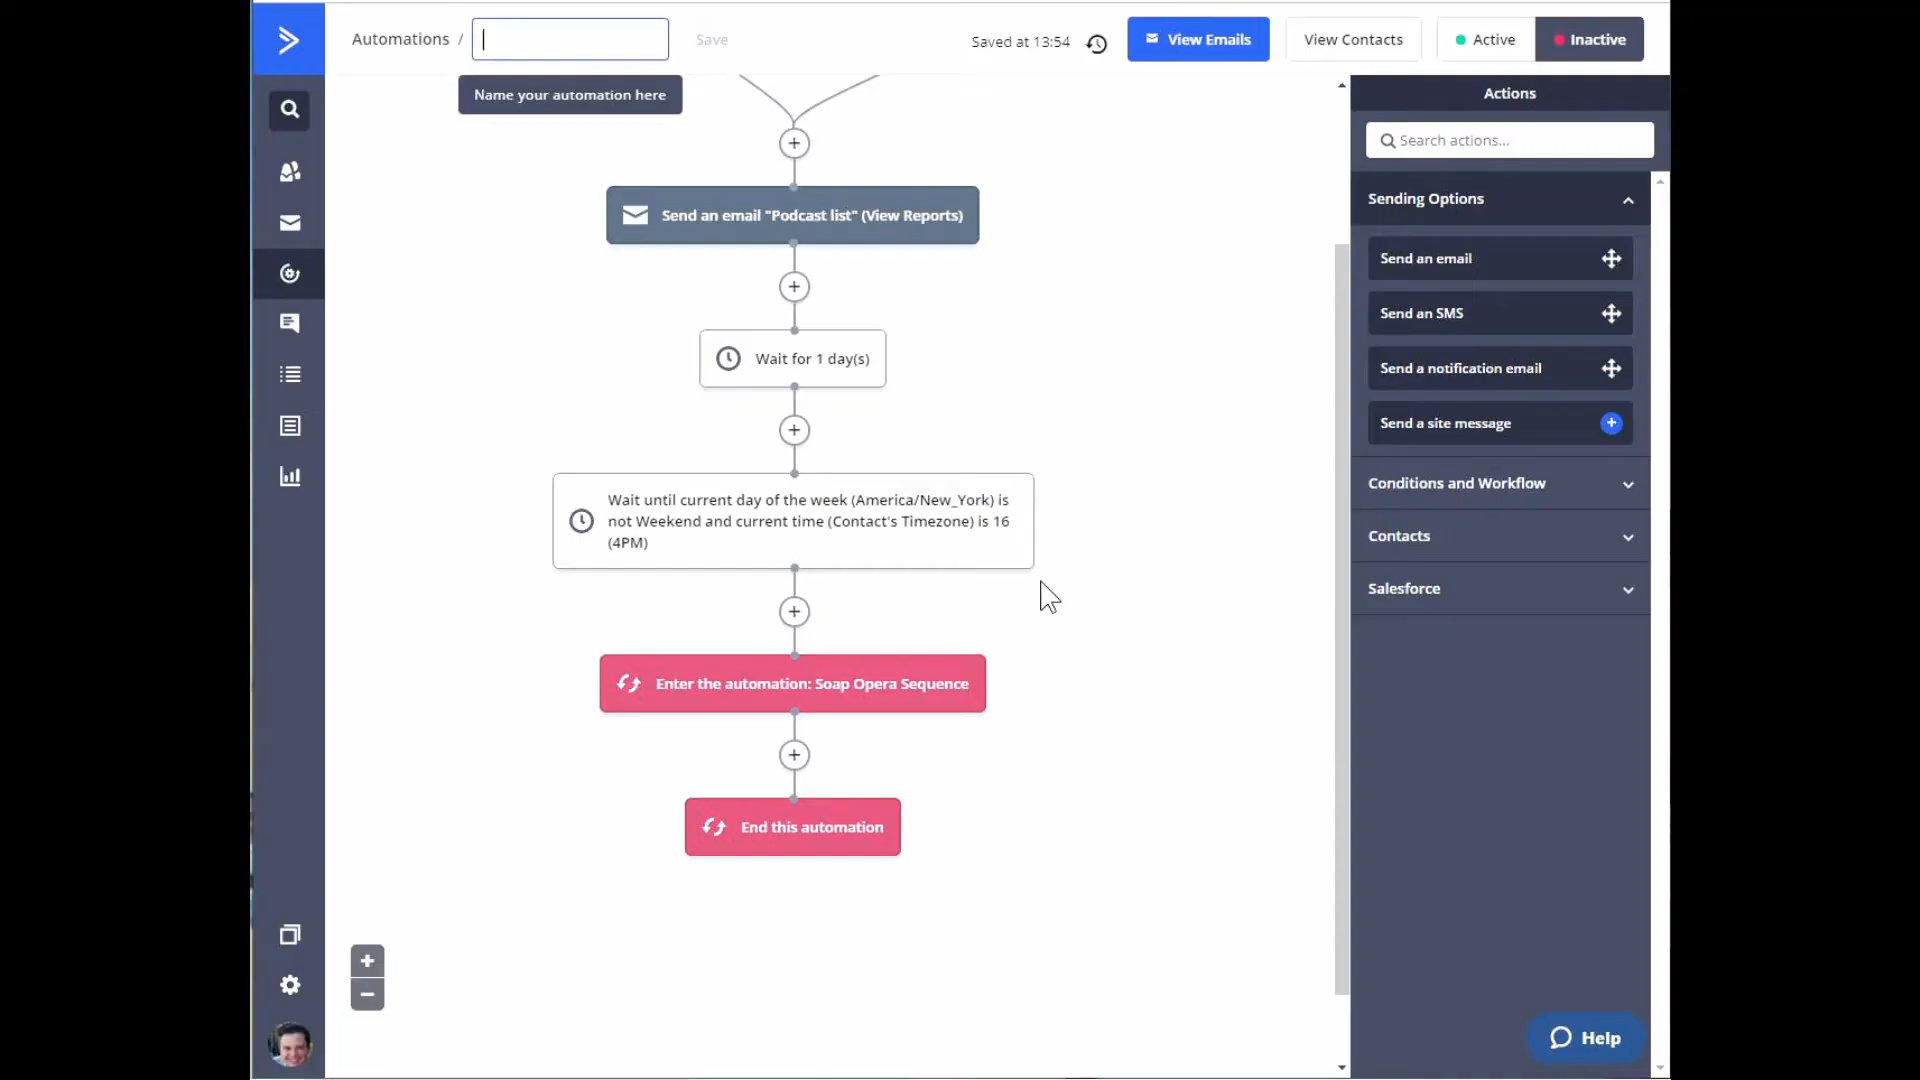 Automations /
Save
Saved at 13:54
View Emails
View Contacts
Active
Inactive
Name your automation here
Send an email "Podcast list" (View Reports)
Wait for 1 day(s)
Wait until current day of the week (America/New_York) is
not Weekend and current time (Contact's Timezone) is 16
(4PM)
Enter the automation: Soap Opera Sequence
End this automation
Actions
Search actions...
Sending Options
Send an email
Send an SMS
Send a notification email
Send a site message
Conditions and Workflow
Contacts
Salesforce
Help